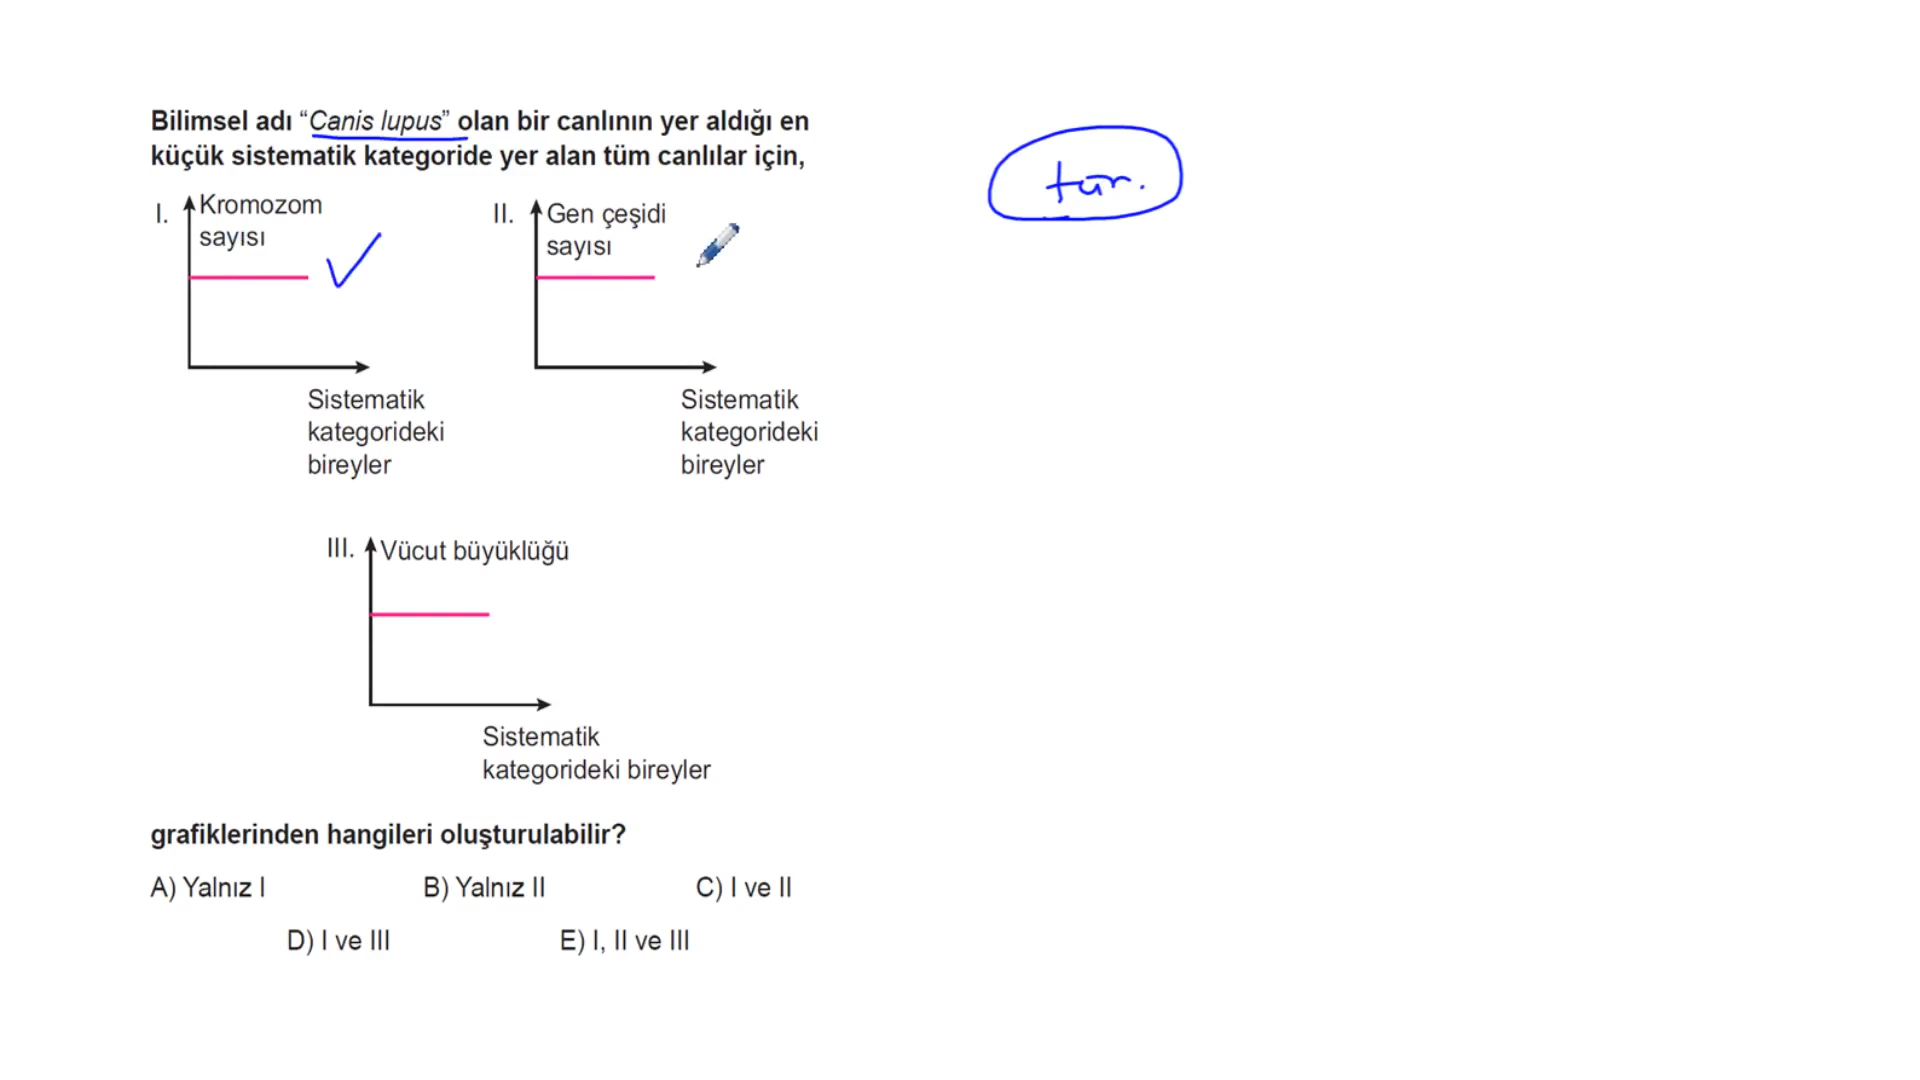 Bilimsel adı “Canis lupus” olan bir canlının yer aldığı en
küçük sistematik kategoride yer alan tüm canlılar için,
tür.
I. Kromozom
sayısı
Sistematik
kategorideki
bireyler
II. Gen çeşidi
sayısı
Sistematik
kategorideki
bireyler
III. Vücut büyüklüğü
Sistematik
kategorideki bireyler
grafiklerinden hangileri oluşturulabilir?
A) Yalnız I B) Yalnız II C) I ve II
D) I ve III E) I, II ve III